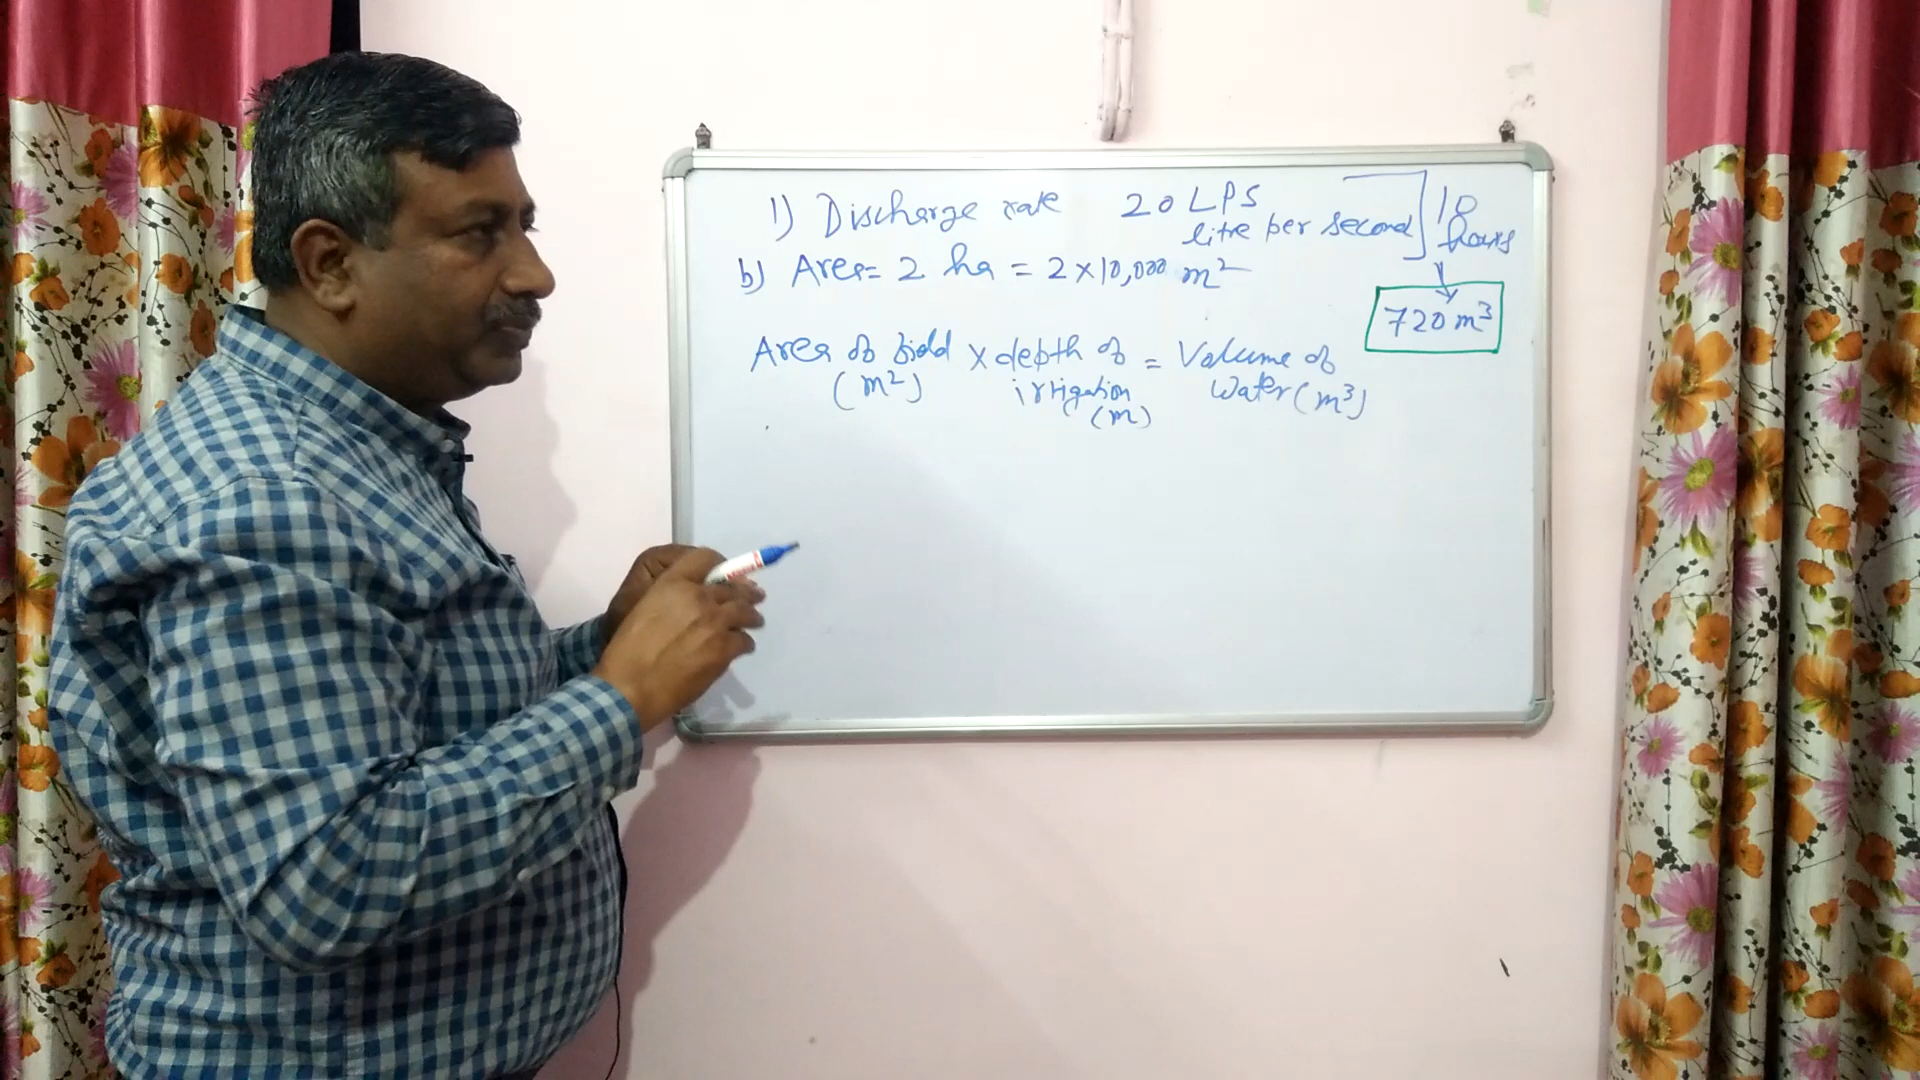 1) Discharge rate 20 LPS
litre per second
10
hours
b) Area = 2 ha = 2 × 10,000 m²
720 m³
Area of field × depth of = Volume of
(m²) irrigation water (m³)
(m)